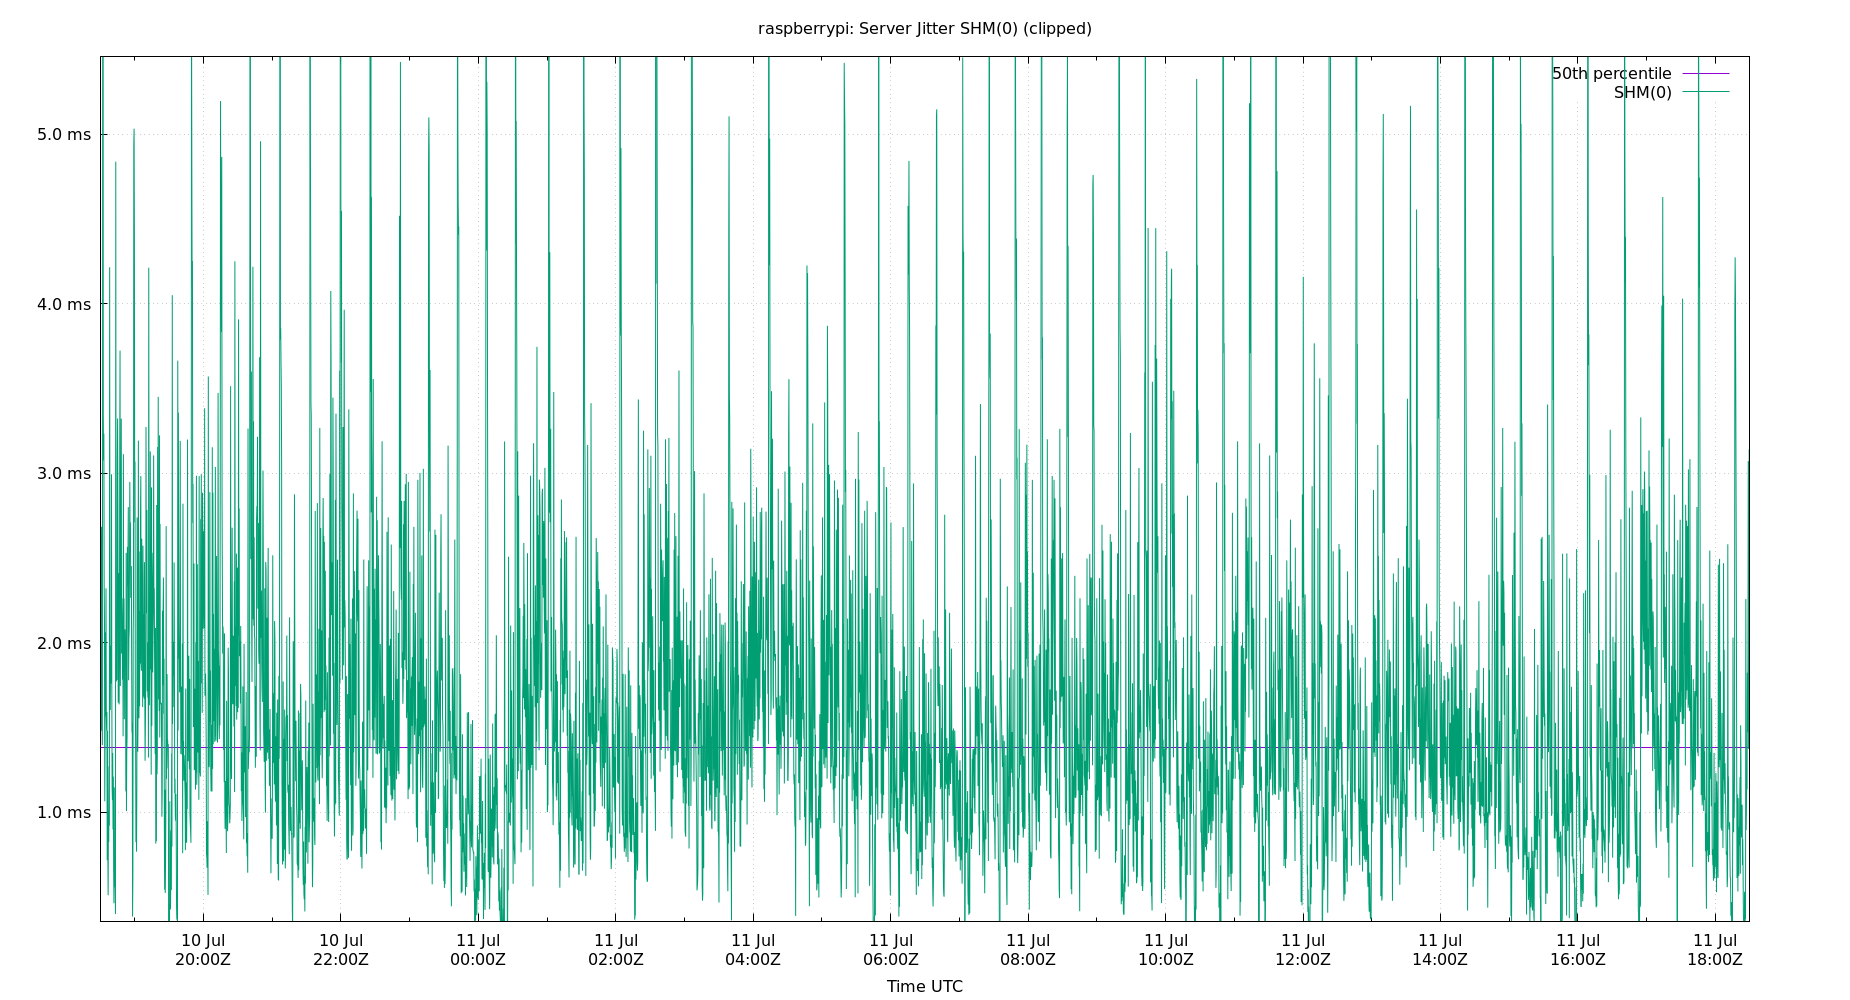 raspberrypi: Server Jitter SHM(0) (clipped)
50th percentile
SHM(0)
5.0 ms
4.0 ms
3.0 ms
2.0 ms
1.0 ms
10 Jul 10 Jul 11 Jul 11 Jul 11 Jul 11 Jul 11 Jul 11 Jul 11 Jul 11 Jul 11 Jul 11 Jul
20:00Z 22:00Z 00:00Z 02:00Z 04:00Z 06:00Z 08:00Z 10:00Z 12:00Z 14:00Z 16:00Z 18:00Z
Time UTC